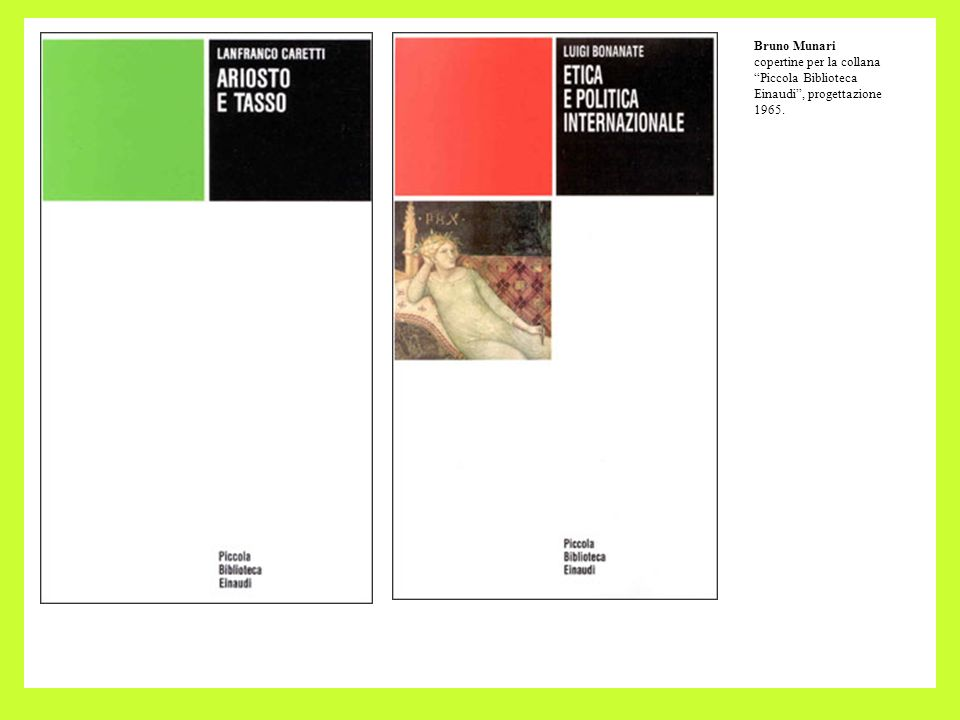 LANFRANCO CARETTI
ARIOSTO
E TASSO
Piccola
Biblioteca
Einaudi
LUIGI BONANATE
ETICA
E POLITICA
INTERNAZIONALE
PAX
Piccola
Biblioteca
Einaudi
Bruno Munari
copertine per la collana
“Piccola Biblioteca
Einaudi”, progettazione
1965.